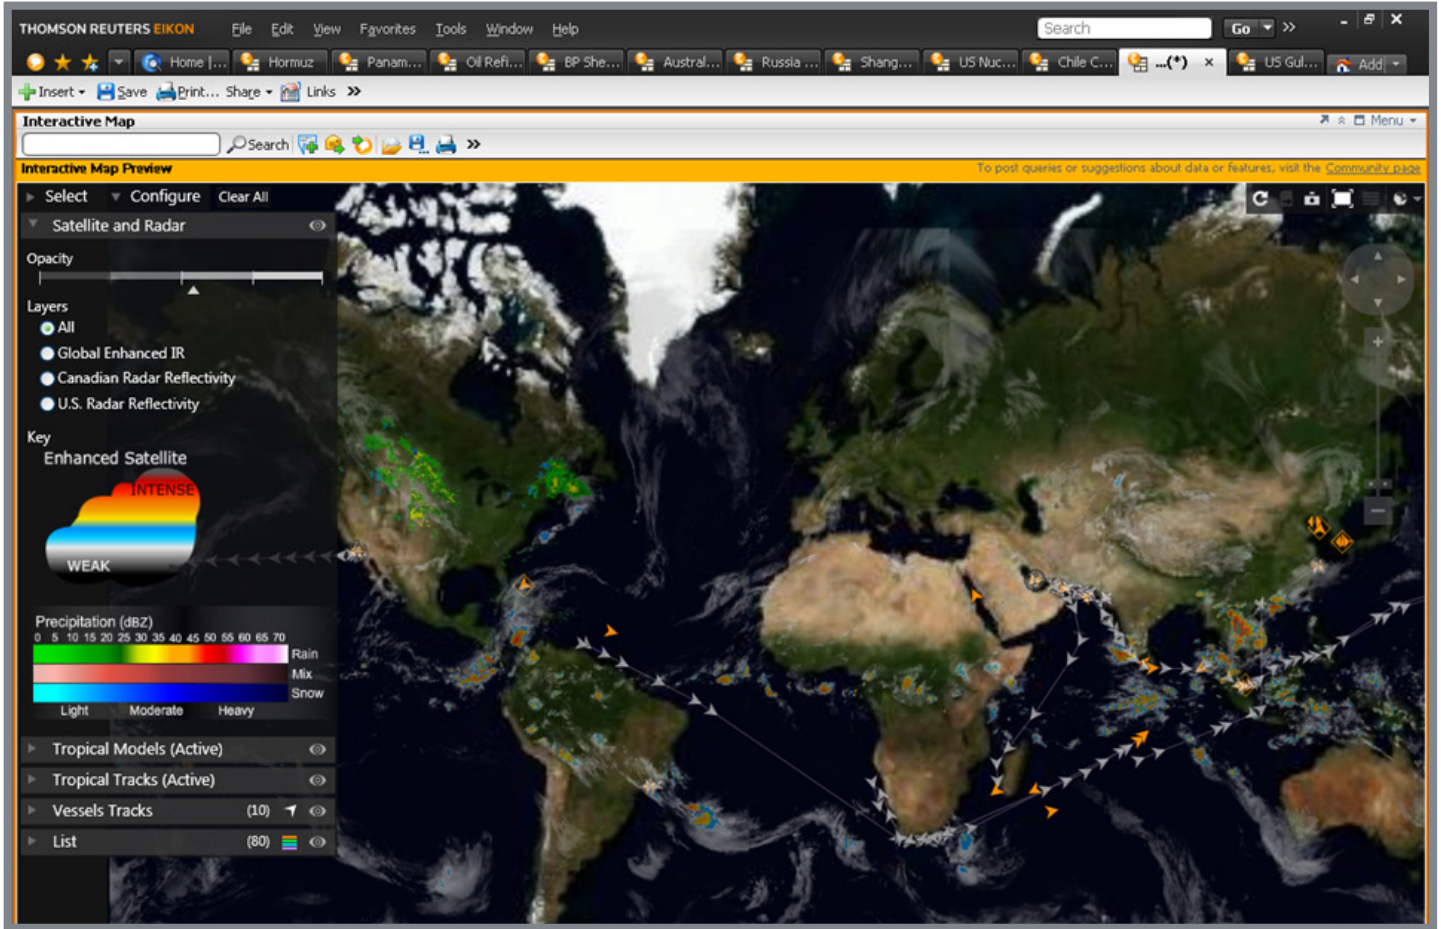 THOMSON REUTERS EIKON File Edit View Favorites Tools Window Help Search Go
Home |... Hormuz Panam... Oil Refi... BP She... Austral... Russia ... Shang... US Nuc... Chile C... ...(*) US Gul... Add
Insert Save Print... Share Links
Interactive Map Menu
Search
Interactive Map Preview To post queries or suggestions about data or features, visit the Community page
Select Configure Clear All
Satellite and Radar
Opacity
Layers
All
Global Enhanced IR
Canadian Radar Reflectivity
U.S. Radar Reflectivity
Key
Enhanced Satellite
INTENSE
WEAK
Precipitation (dBZ)
0 5 10 15 20 25 30 35 40 45 50 55 60 65 70
Rain
Mix
Snow
Light Moderate Heavy
Tropical Models (Active)
Tropical Tracks (Active)
Vessels Tracks (10)
List (80)